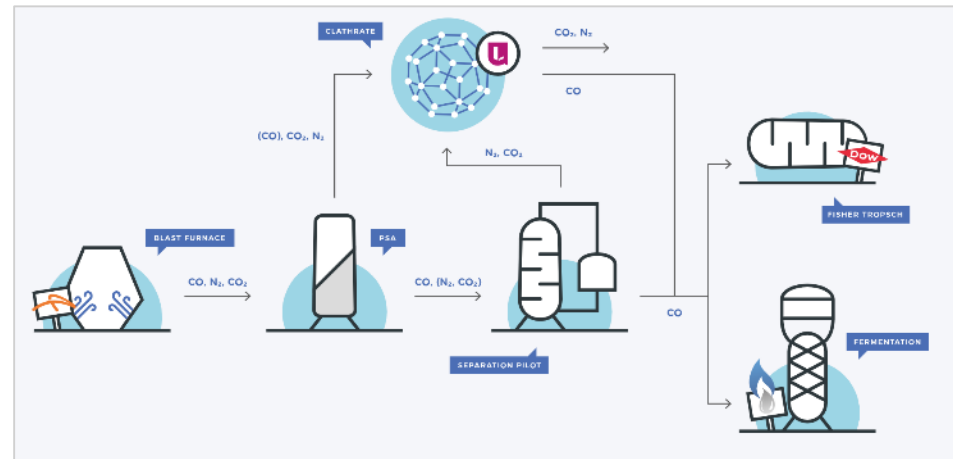 CLATHRATE
CO₂, N₂
CO
(CO), CO₂, N₂
N₂, CO₂
DOW
FISHER TROPSCH
BLAST FURNACE
PSA
CO, N₂, CO₂
CO, (N₂, CO₂)
CO
SEPARATION PILOT
FERMENTATION